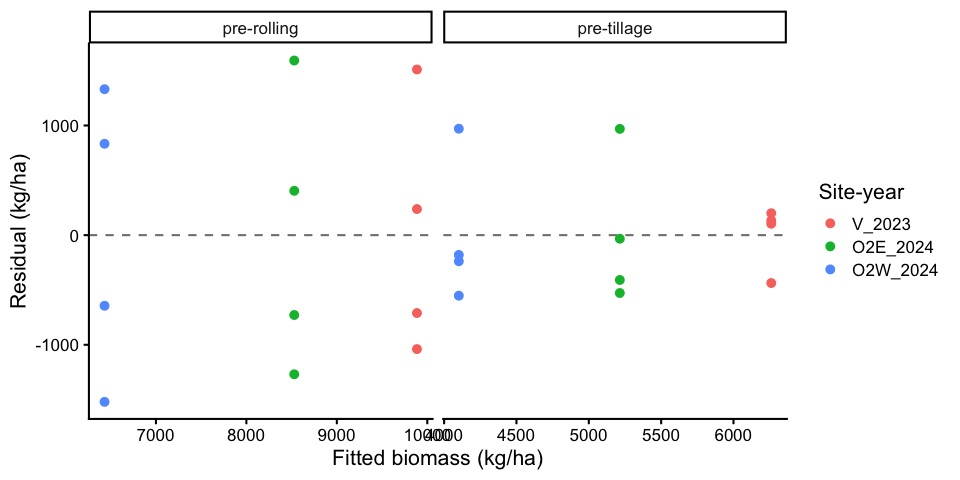 pre-rolling pre-tillage
Residual (kg/ha)
1000
0
-1000
7000 8000 9000 10000 4000 4500 5000 5500 6000
Fitted biomass (kg/ha)
Site-year
V_2023
O2E_2024
O2W_2024